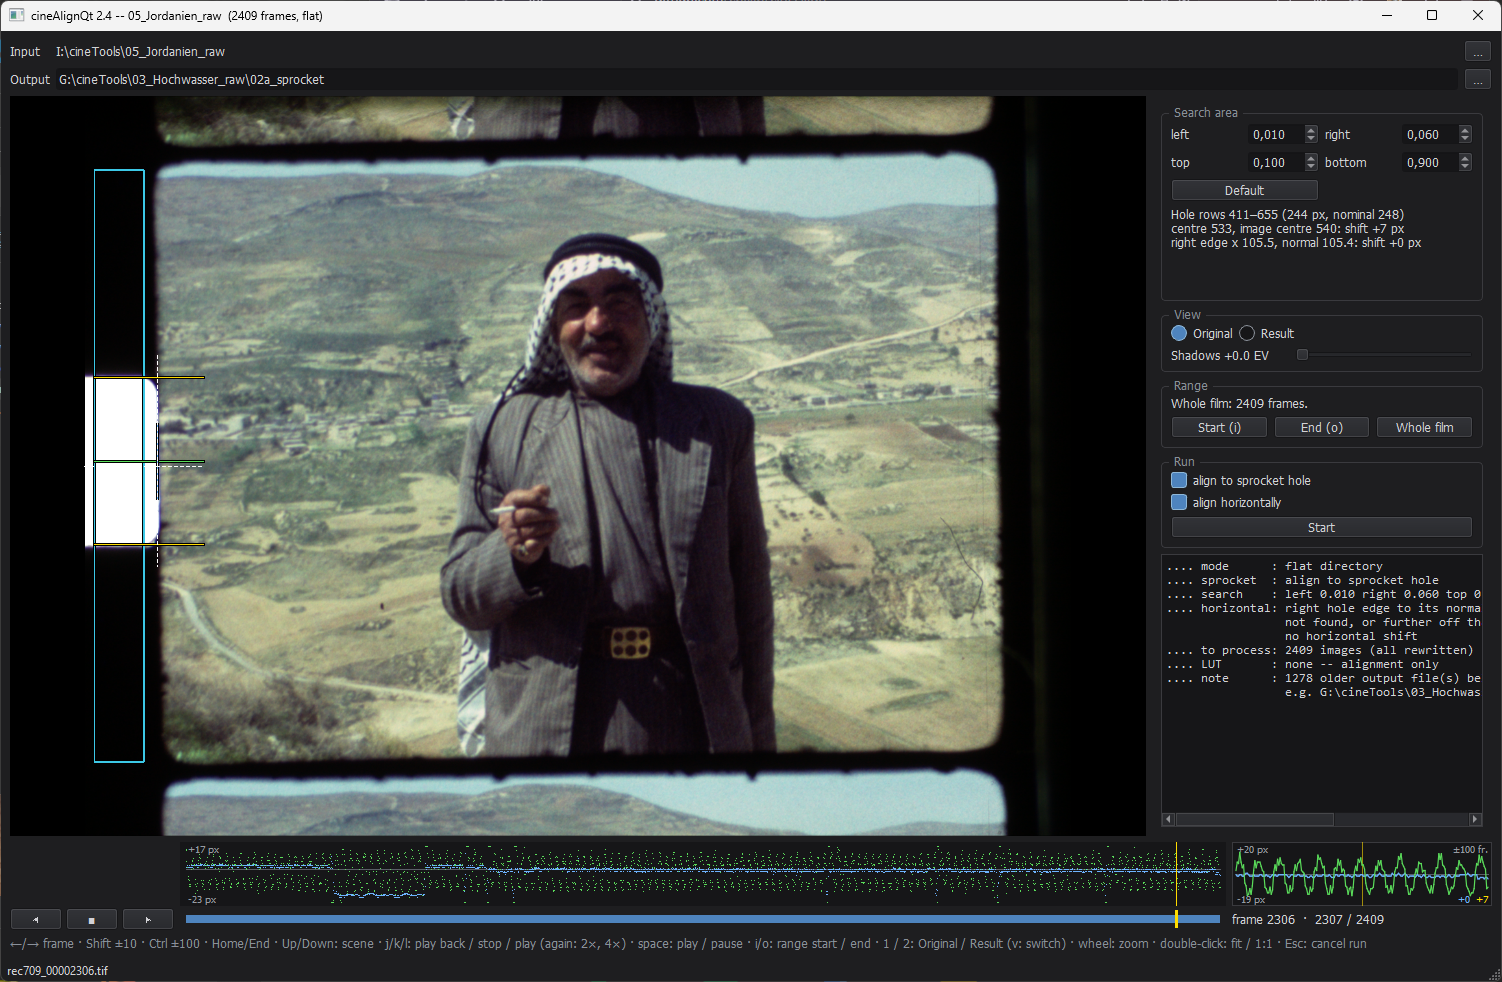 cineAlignQt 2.4 -- 05_Jordanien_raw (2409 frames, flat)
Input I:\cineTools\05_Jordanien_raw ...
Output G:\cineTools\03_Hochwasser_raw\02a_sprocket ...
Search area
left 0,010 right 0,060
top 0,100 bottom 0,900
Default
Hole rows 411–655 (244 px, nominal 248)
centre 533, image centre 540: shift +7 px
right edge x 105.5, normal 105.4: shift +0 px
View
Original Result
Shadows +0.0 EV
Range
Whole film: 2409 frames.
Start (i) End (o) Whole film
Run
align to sprocket hole
align horizontally
Start
.... mode : flat directory
.... sprocket : align to sprocket hole
.... search : left 0.010 right 0.060 top 0
.... horizontal: right hole edge to its norma
not found, or further off th
no horizontal shift
.... to process: 2409 images (all rewritten)
.... LUT : none -- alignment only
.... note : 1278 older output file(s) be
e.g. G:\cineTools\03_Hochwas
+17 px
-23 px
+20 px ±100 fr.
-19 px +0 +7
frame 2306 · 2307 / 2409
←/→ frame · Shift ±10 · Ctrl ±100 · Home/End · Up/Down: scene · j/k/l: play back / stop / play (again: 2×, 4×) · space: play / pause · i/o: range start / end · 1 / 2: Original / Result (v: switch) · wheel: zoom · double-click: fit / 1:1 · Esc: cancel run
rec709_00002306.tif